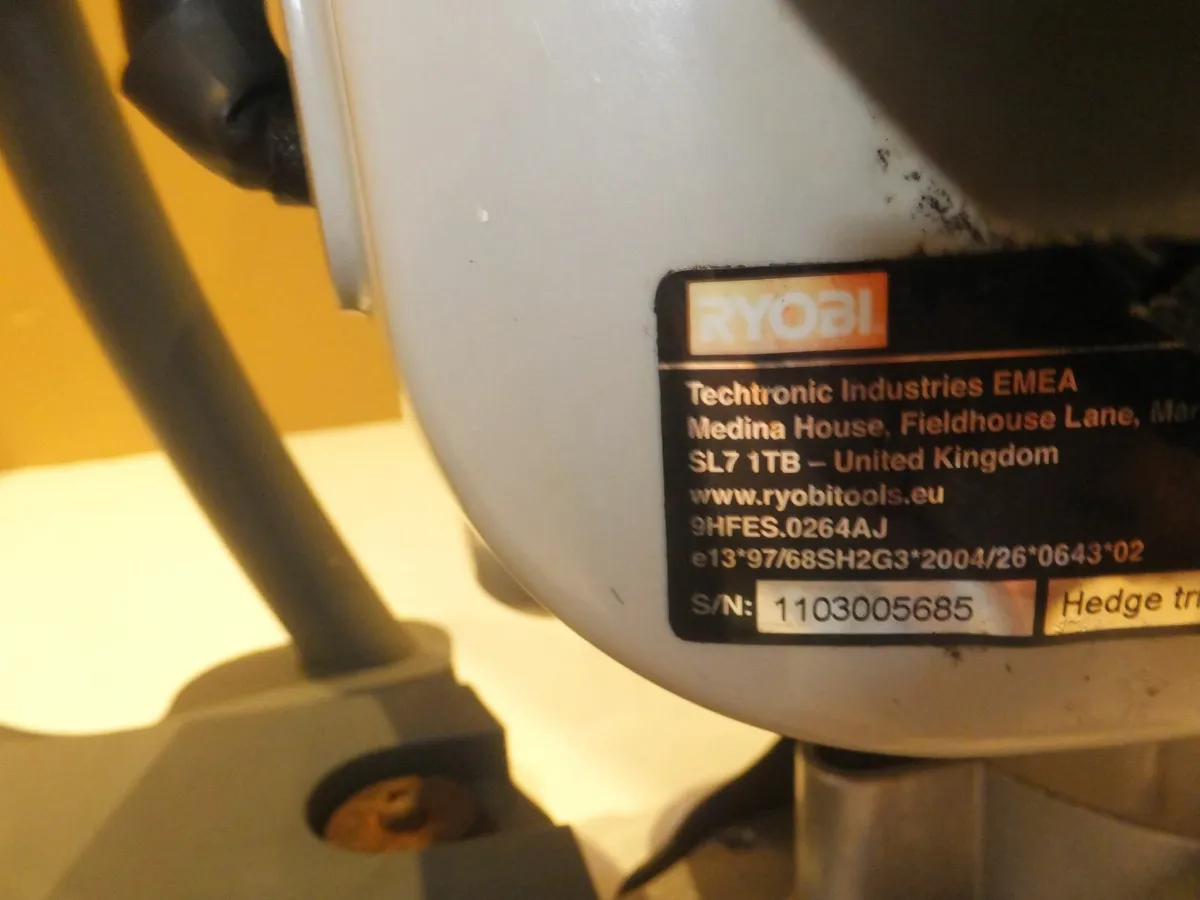 RYOBI
Techtronic Industries EMEA
Medina House, Fieldhouse Lane,
SL7 1TB – United Kingdom
www.ryobitools.eu
9HFES.0264AJ
e13*97/68SH2G3*2004/26*0643*02
S/N: 1103005685 Hedge